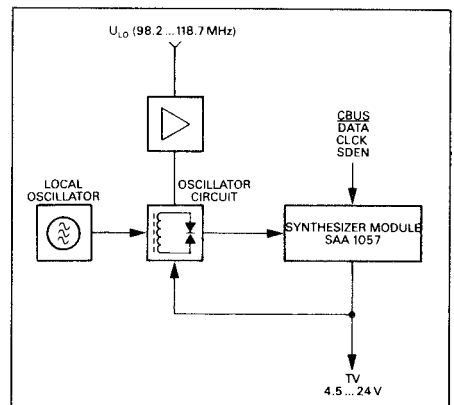 U_LO (98.2 ... 118.7 MHz)
CBUS
DATA
CLCK
SDEN
LOCAL
OSCILLATOR
OSCILLATOR
CIRCUIT
SYNTHESIZER MODULE
SAA 1057
TV
4.5 ... 24 V